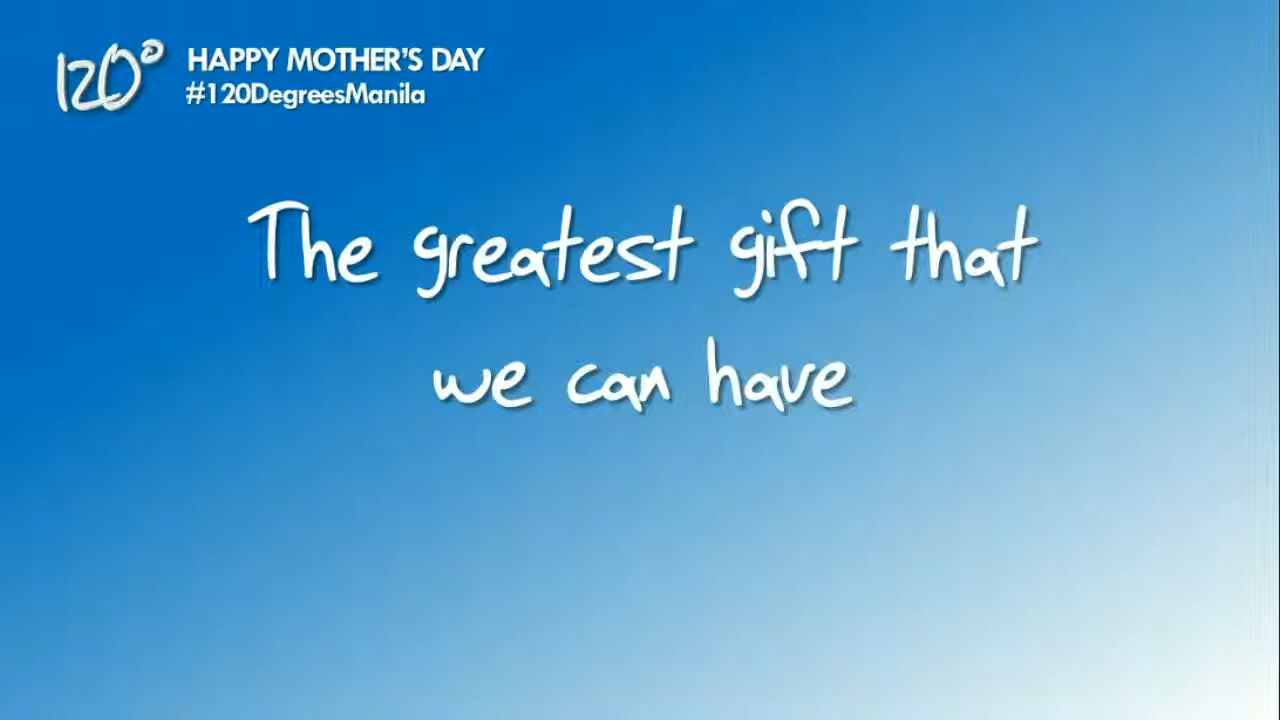 120°
HAPPY MOTHER'S DAY
#120DegreesManila
The greatest gift that
we can have